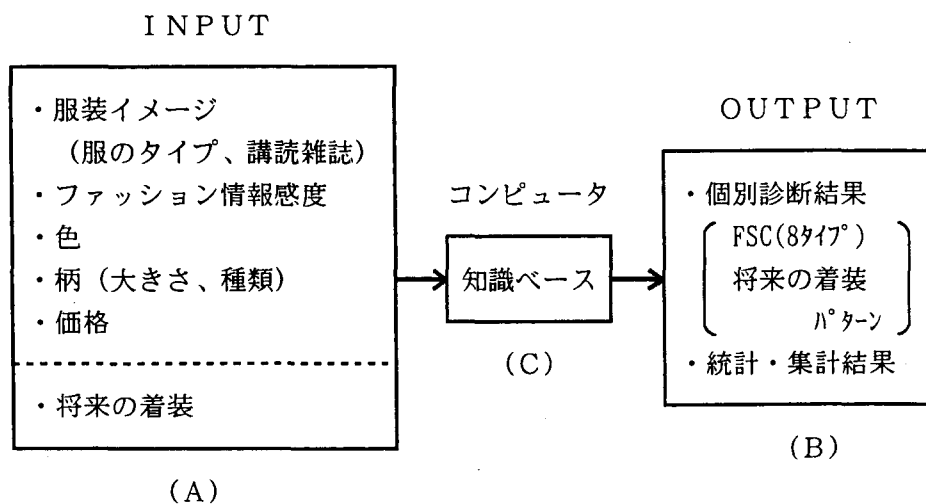 INPUT
・服装イメージ
（服のタイプ、講読雑誌）
・ファッション情報感度
・色
・柄（大きさ、種類）
・価格
・将来の着装
（A）
コンピュータ
知識ベース
（C）
OUTPUT
・個別診断結果
FSC(8ﾀｲﾌﾟ)
将来の着装
ﾊﾟﾀｰﾝ
・統計・集計結果
（B）